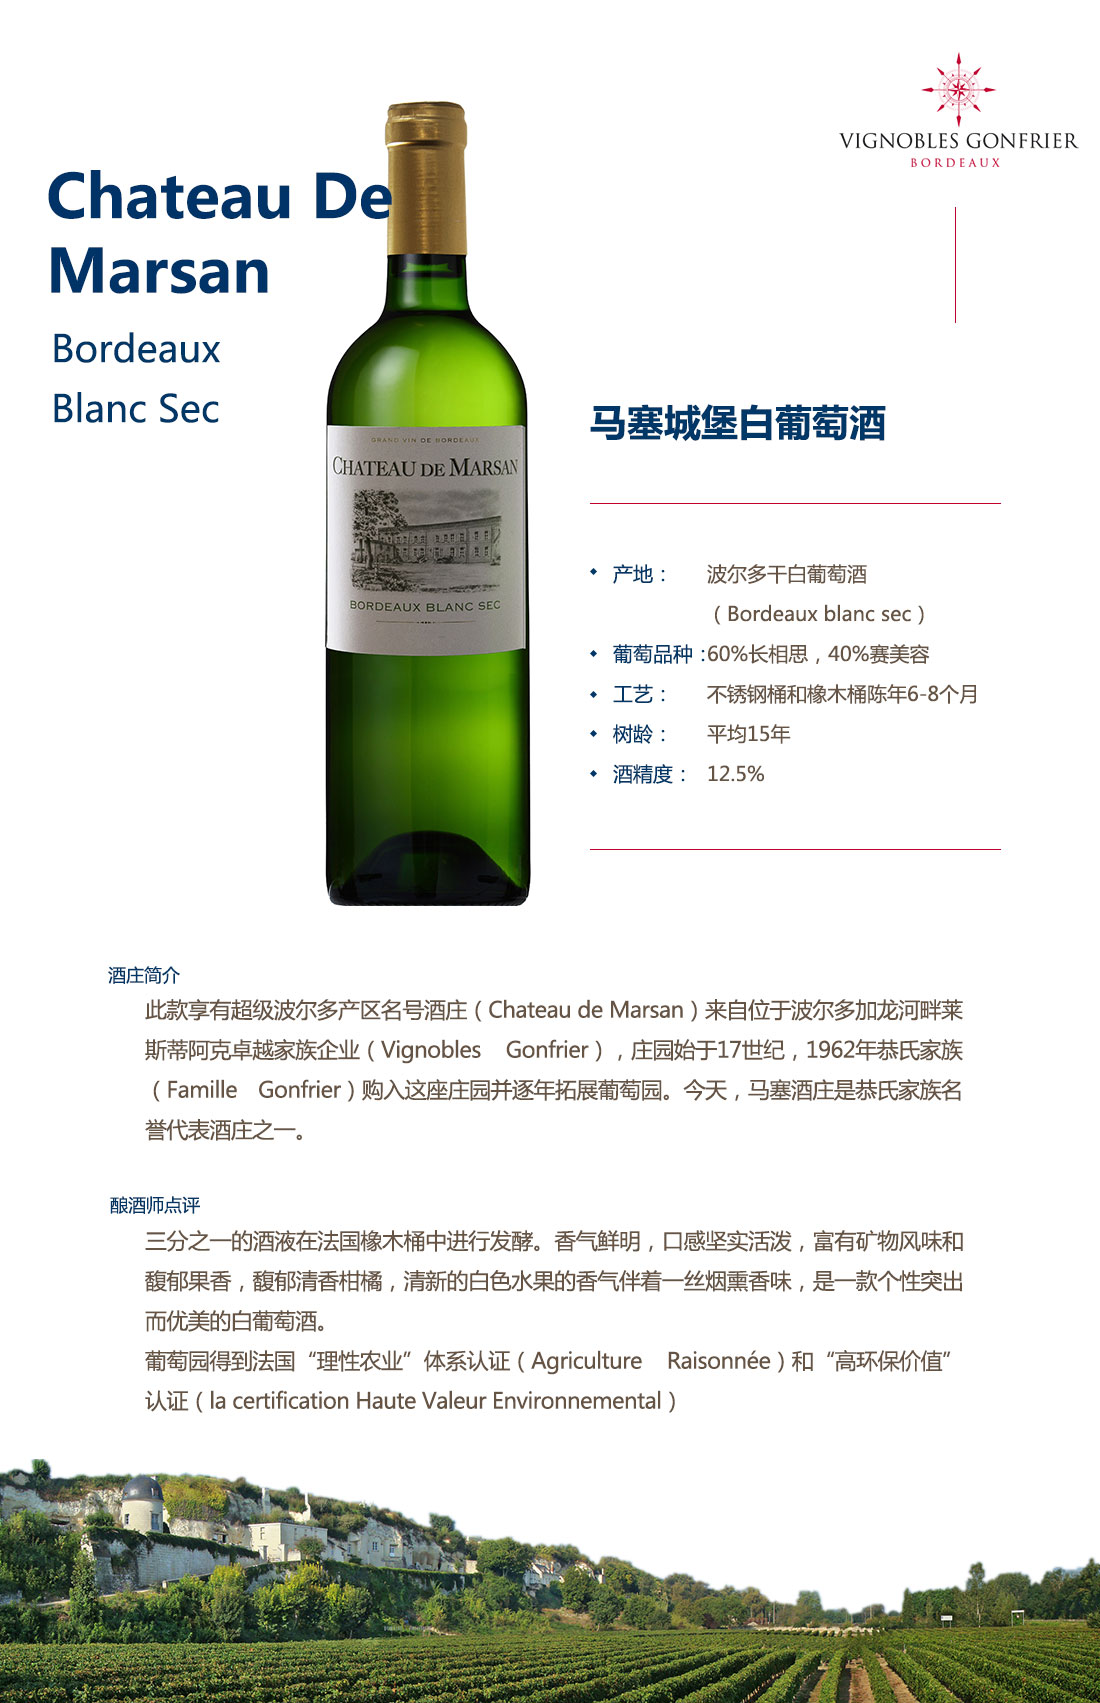 VIGNOBLES GONFRIER
BORDEAUX
Chateau De
Marsan
Bordeaux
Blanc Sec
GRAND VIN DE BORDEAUX
CHATEAU DE MARSAN
BORDEAUX BLANC SEC
马塞城堡白葡萄酒
产地： 波尔多干白葡萄酒
（Bordeaux blanc sec）
葡萄品种：60%长相思，40%赛美容
工艺： 不锈钢桶和橡木桶陈年6-8个月
树龄： 平均15年
酒精度： 12.5%
酒庄简介
此款享有超级波尔多产区名号酒庄（Chateau de Marsan）来自位于波尔多加龙河畔莱
斯蒂阿克卓越家族企业（Vignobles Gonfrier），庄园始于17世纪，1962年恭氏家族
（Famille Gonfrier）购入这座庄园并逐年拓展葡萄园。今天，马塞酒庄是恭氏家族名
誉代表酒庄之一。
酿酒师点评
三分之一的酒液在法国橡木桶中进行发酵。香气鲜明，口感坚实活泼，富有矿物风味和
馥郁果香，馥郁清香柑橘，清新的白色水果的香气伴着一丝烟熏香味，是一款个性突出
而优美的白葡萄酒。
葡萄园得到法国“理性农业”体系认证（Agriculture Raisonnée）和“高环保价值”
认证（la certification Haute Valeur Environnemental）